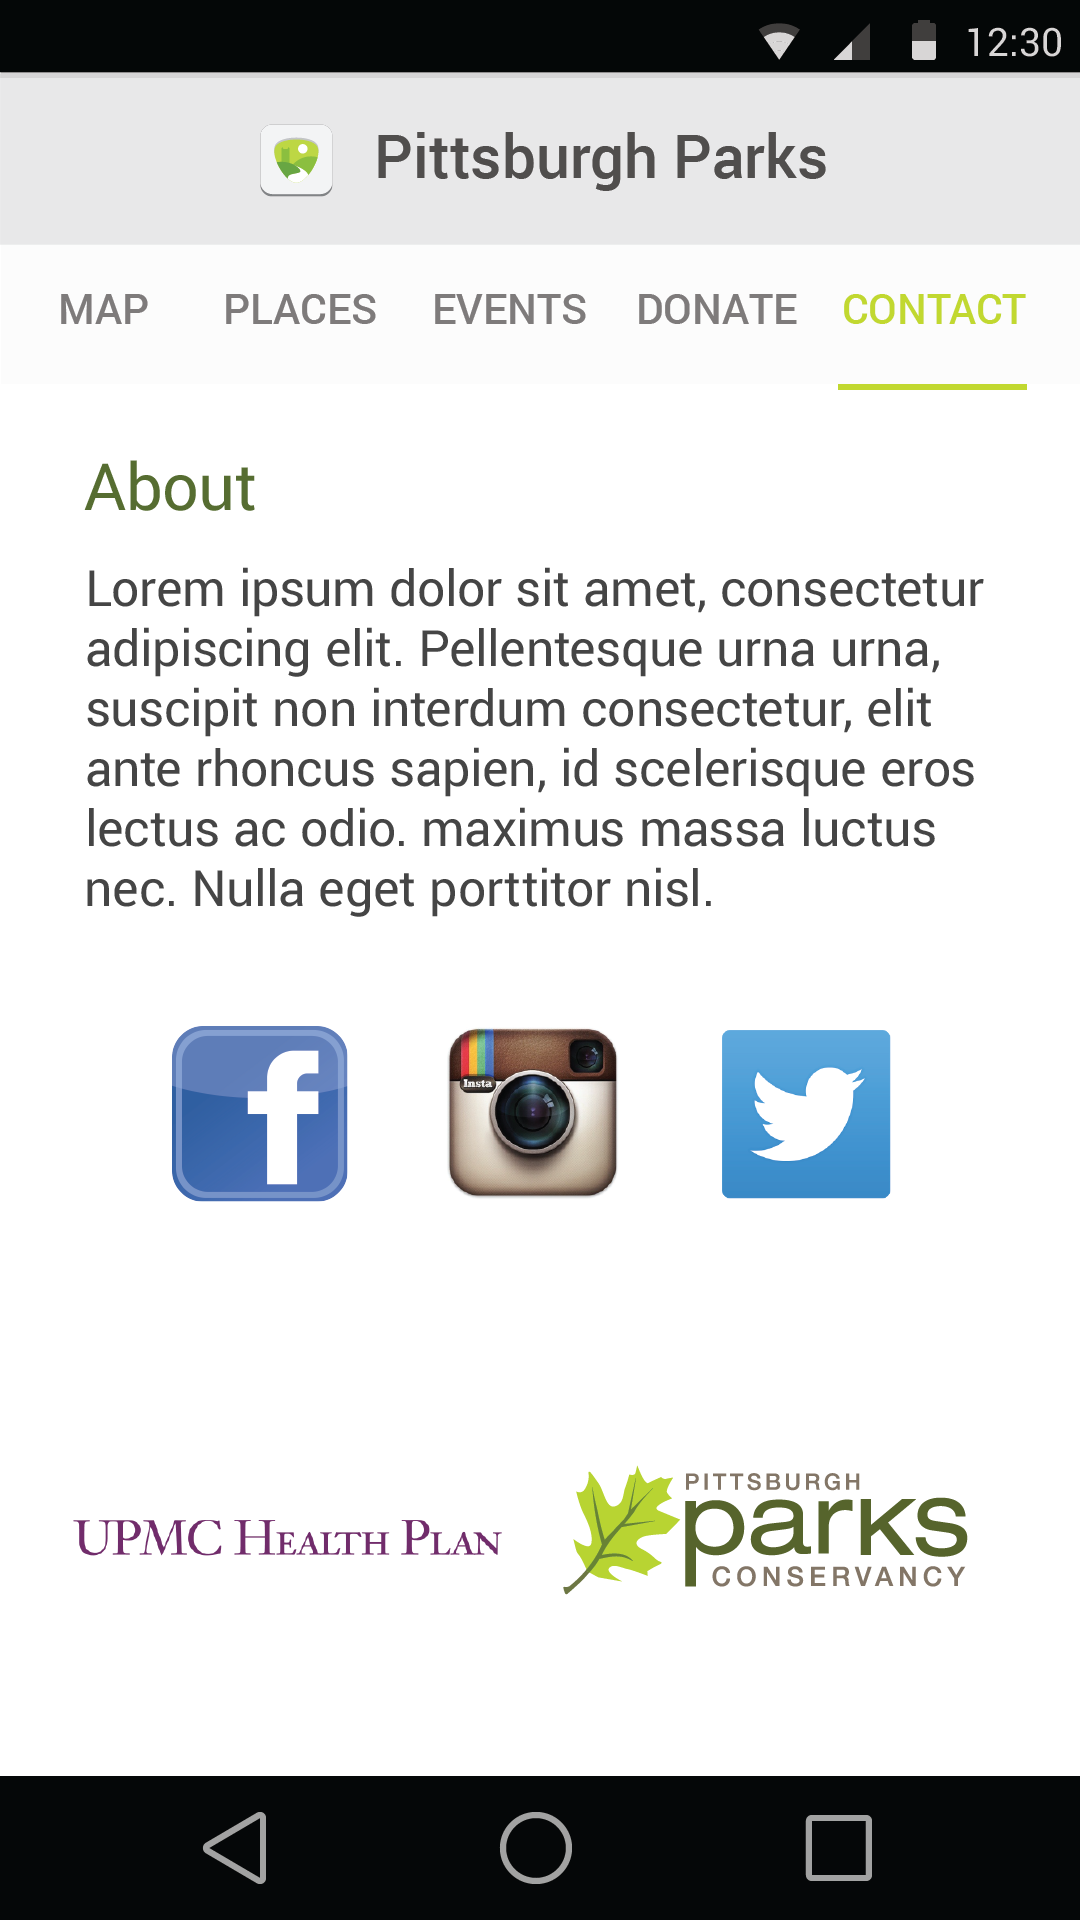 12:30
Pittsburgh Parks
MAP PLACES EVENTS DONATE CONTACT
About
Lorem ipsum dolor sit amet, consectetur
adipiscing elit. Pellentesque urna urna,
suscipit non interdum consectetur, elit
ante rhoncus sapien, id scelerisque eros
lectus ac odio. maximus massa luctus
nec. Nulla eget porttitor nisl.
f
Insta
UPMC HEALTH PLAN
PITTSBURGH
parks
CONSERVANCY